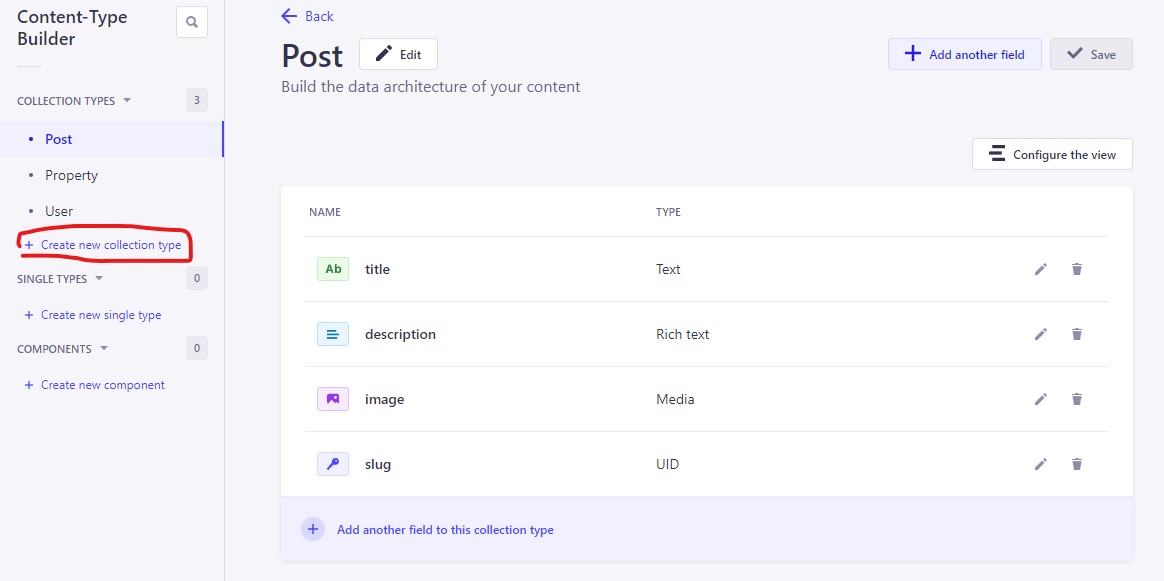 Content-Type
Builder
COLLECTION TYPES
3
Post
Property
User
+ Create new collection type
SINGLE TYPES
0
+ Create new single type
COMPONENTS
0
+ Create new component
Back
Post
Edit
Add another field
Save
Build the data architecture of your content
Configure the view
NAME TYPE
Ab title Text
description Rich text
image Media
slug UID
+ Add another field to this collection type